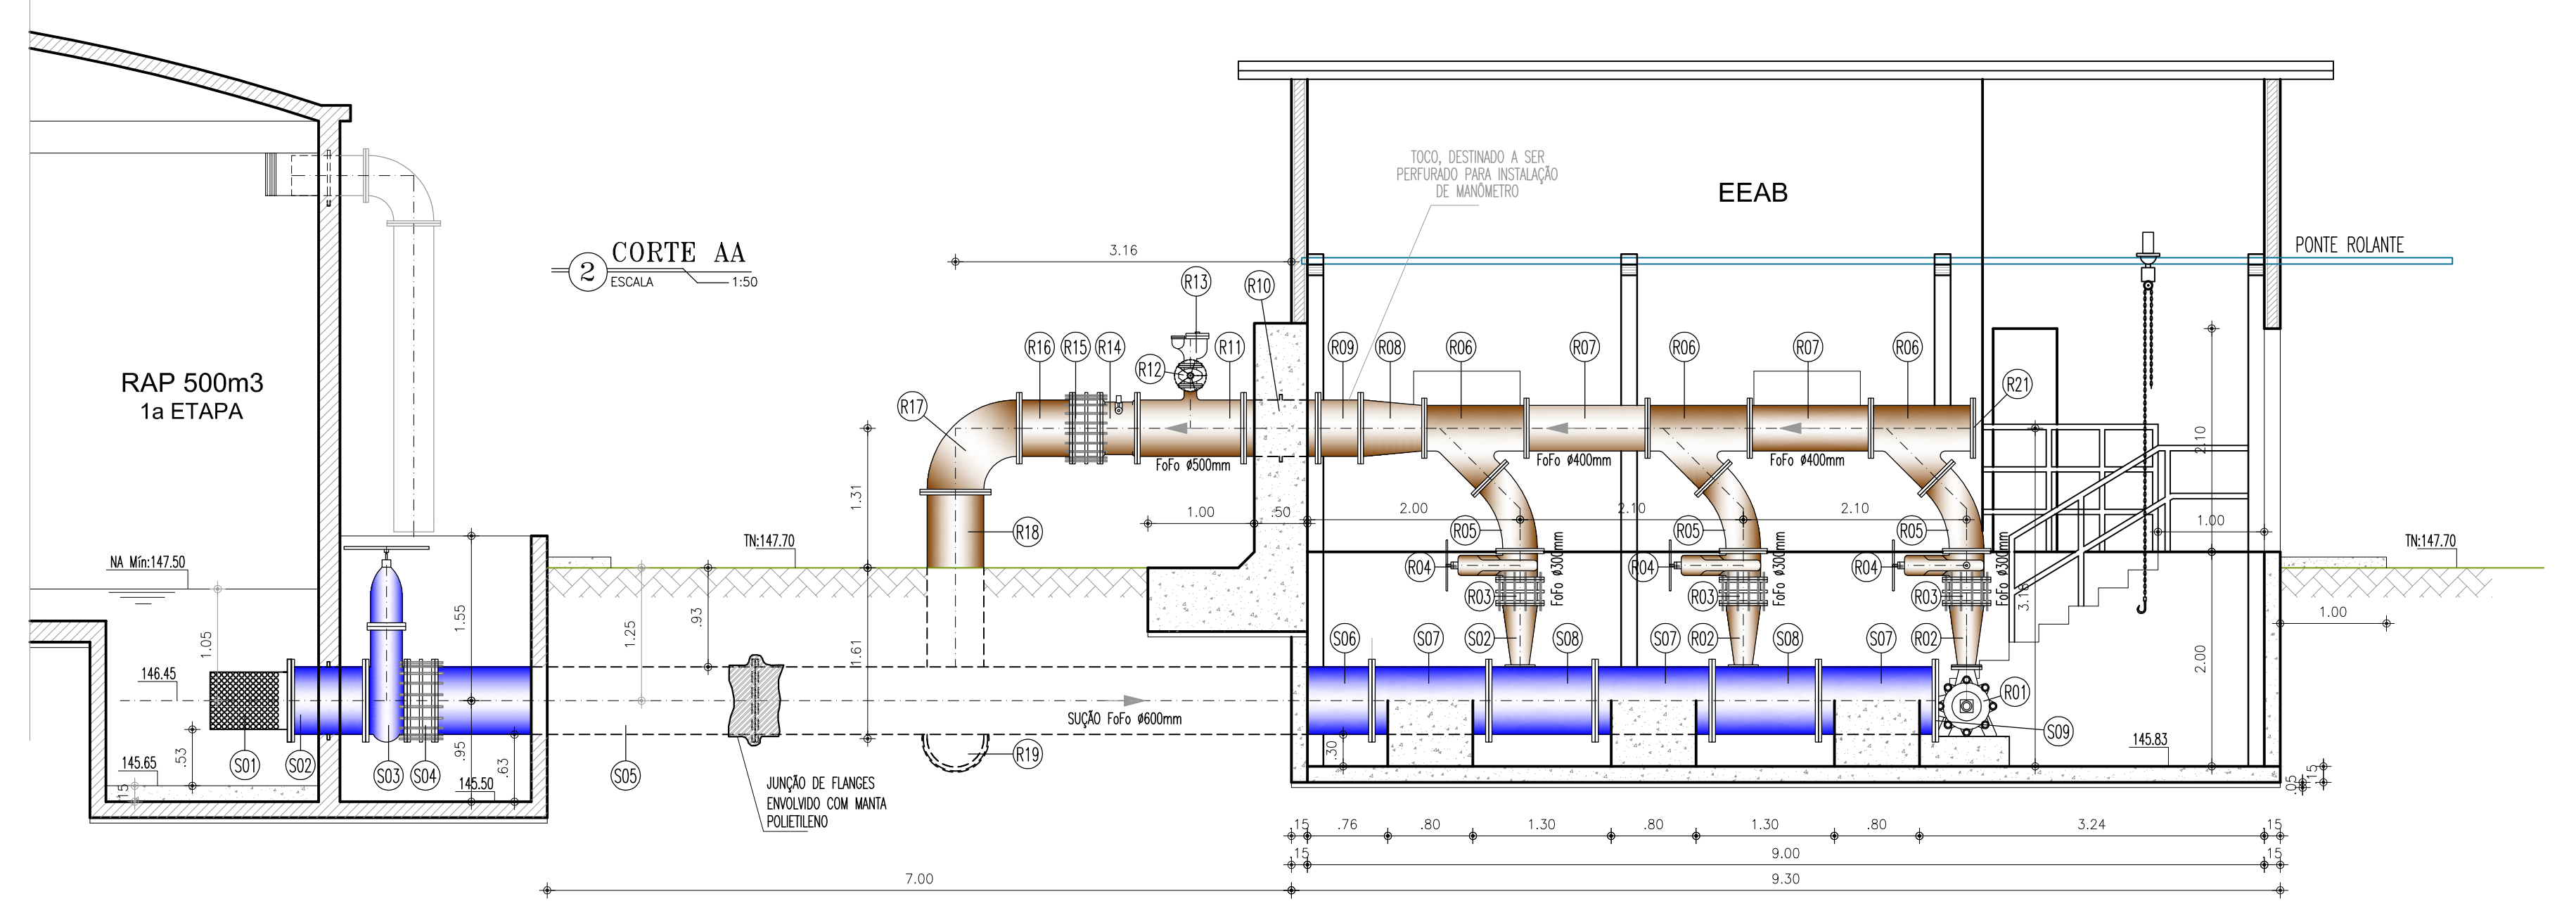 TOCO, DESTINADO A SER
PERFURADO PARA INSTALAÇÃO
DE MANÔMETRO
EEAB
PONTE ROLANTE
2
CORTE AA
ESCALA
1:50
3.16
R13
R10
RAP 500m3
1a ETAPA
R16
R15
R14
R12
R11
R09
R08
R06
R07
R06
R07
R06
R21
R17
FoFo Ø500mm
FoFo Ø400mm
FoFo Ø400mm
2.10
1.31
1.00
.50
2.00
2.10
2.10
1.00
R18
R05
R05
R05
TN:147.70
TN:147.70
NA Mín:147.50
R04
R04
R04
FoFo Ø300mm
FoFo Ø300mm
FoFo Ø300mm
R03
R03
R03
3.16
1.00
1.55
1.25
.93
1.05
1.61
S06
S07
S02
S08
S07
R02
S08
S07
R02
2.00
146.45
R01
SUÇÃO FoFo Ø600mm
S09
.53
.95
.63
.30
145.83
S01
S02
S03
S04
S05
R19
145.65
145.50
.15
.05
.15
JUNÇÃO DE FLANGES
ENVOLVIDO COM MANTA
POLIETILENO
.15
.76
.80
1.30
.80
1.30
.80
3.24
.15
.15
9.00
.15
7.00
9.30